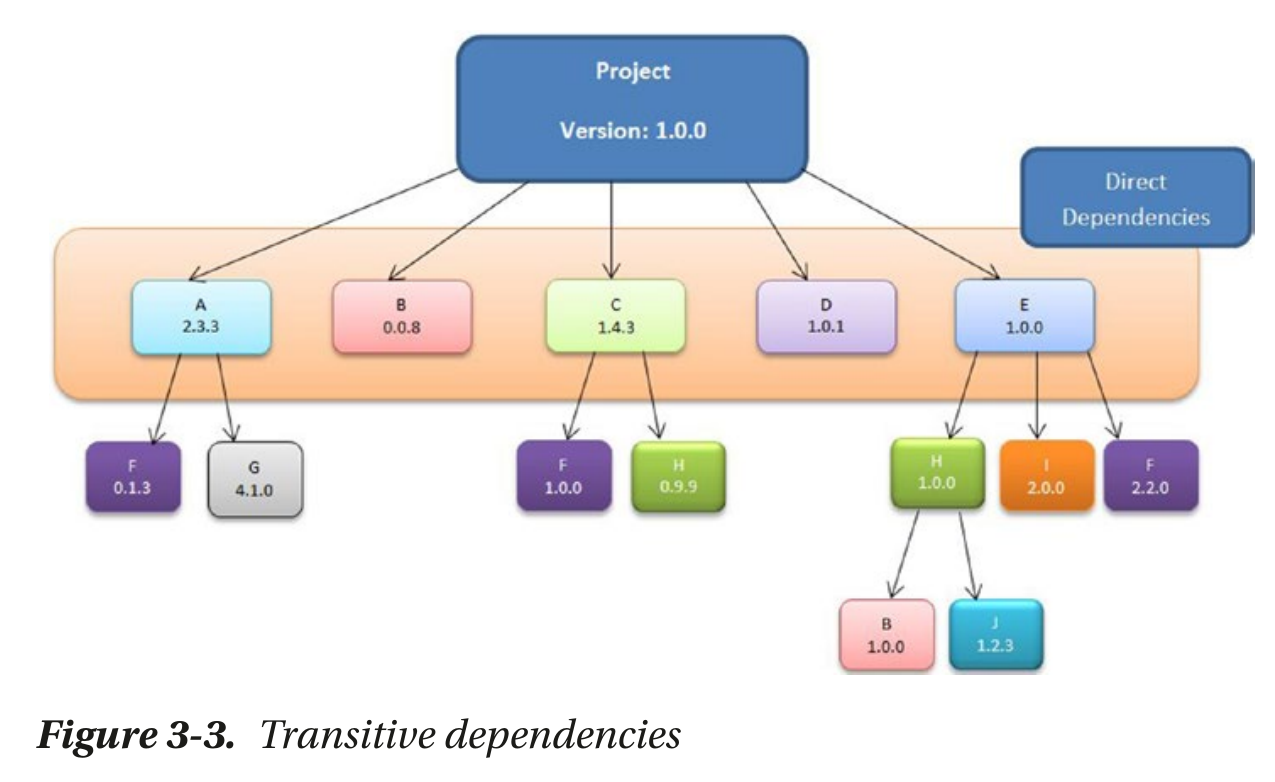 Project
Version: 1.0.0
Direct
Dependencies
A
2.3.3
B
0.0.8
C
1.4.3
D
1.0.1
E
1.0.0
F
0.1.3
G
4.1.0
F
1.0.0
H
0.9.9
H
1.0.0
I
2.0.0
F
2.2.0
B
1.0.0
J
1.2.3
Figure 3-3. Transitive dependencies